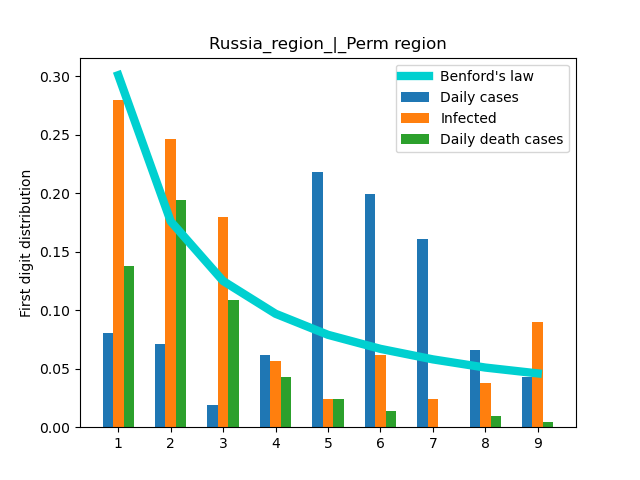 Russia_region_|_Perm region
First digit distribution
0.30
0.25
0.20
0.15
0.10
0.05
0.00
1 2 3 4 5 6 7 8 9
Benford's law
Daily cases
Infected
Daily death cases